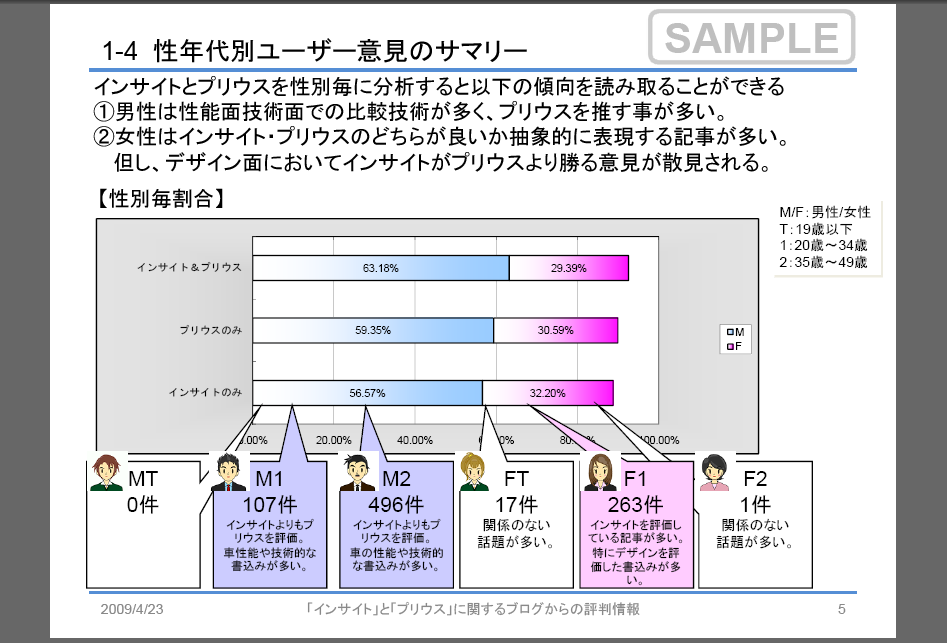 SAMPLE
1-4 性年代別ユーザー意見のサマリー
インサイトとプリウスを性別毎に分析すると以下の傾向を読み取ることができる
①男性は性能面技術面での比較技術が多く、プリウスを推す事が多い。
②女性はインサイト・プリウスのどちらが良いか抽象的に表現する記事が多い。
但し、デザイン面においてインサイトがプリウスより勝る意見が散見される。
【性別毎割合】
M/F:男性/女性
T:19歳以下
1:20歳～34歳
2:35歳～49歳
インサイト&プリウス
63.18%
29.39%
プリウスのみ
59.35%
30.59%
M
F
インサイトのみ
56.57%
32.20%
.00%
20.00%
40.00%
00.00%
MT
0件
M1
107件
インサイトよりもプ
リウスを評価。
車性能や技術的な
書込みが多い。
M2
496件
インサイトよりもプ
リウスを評価。
車の性能や技術的
な書込みが多い。
FT
17件
関係のない
話題が多い。
F1
263件
インサイトを評価し
ている記事が多い。
特にデザインを評
価した書込みが多
い。
F2
1件
関係のない
話題が多い。
2009/4/23
「インサイト」と「プリウス」に関するブログからの評判情報
5